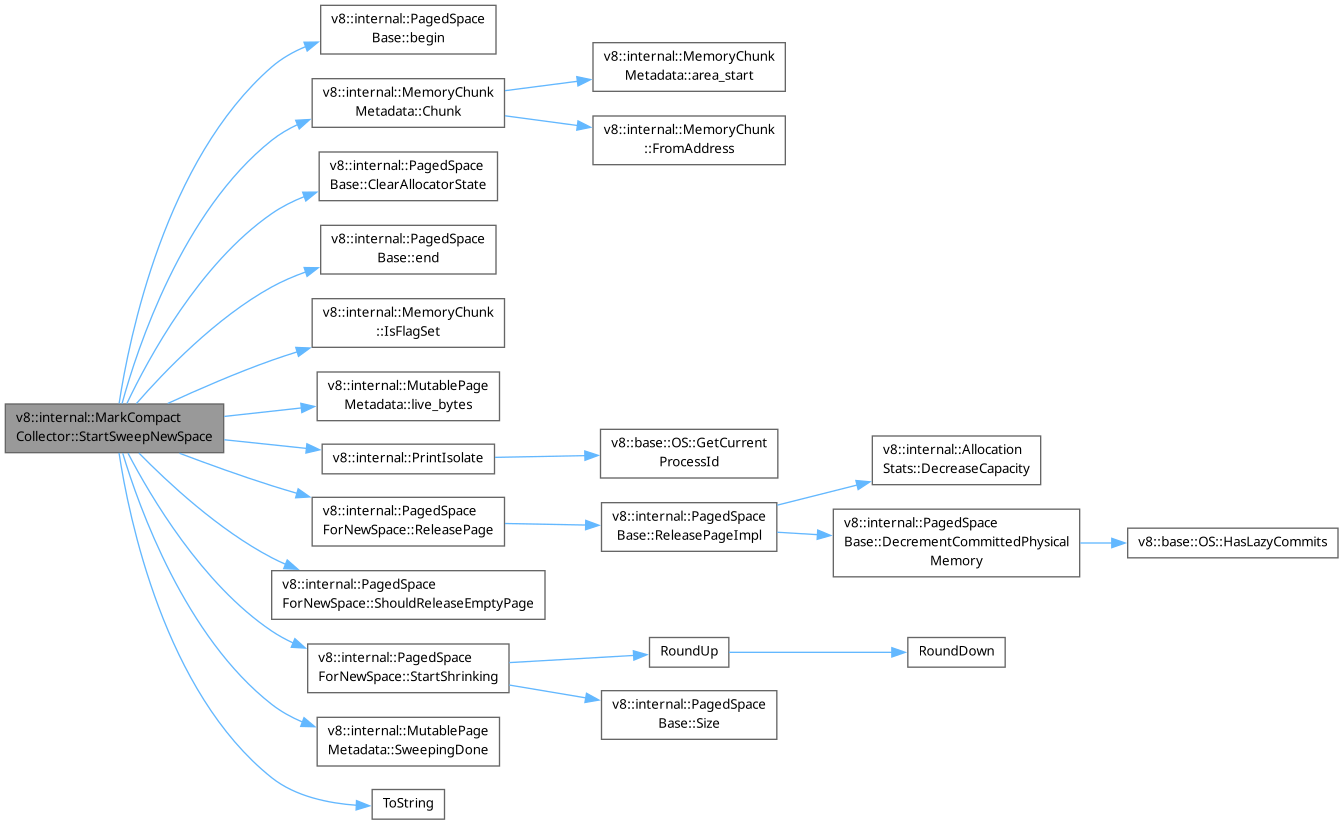 v8::internal::PagedSpace
Base::begin
v8::internal::MemoryChunk
Metadata::area_start
v8::internal::MemoryChunk
Metadata::Chunk
v8::internal::MemoryChunk
::FromAddress
v8::internal::PagedSpace
Base::ClearAllocatorState
v8::internal::PagedSpace
Base::end
v8::internal::MemoryChunk
::IsFlagSet
v8::internal::MutablePage
Metadata::live_bytes
v8::internal::MarkCompact
Collector::StartSweepNewSpace
v8::internal::PrintIsolate
v8::base::OS::GetCurrent
ProcessId
v8::internal::Allocation
Stats::DecreaseCapacity
v8::internal::PagedSpace
ForNewSpace::ReleasePage
v8::internal::PagedSpace
Base::ReleasePageImpl
v8::internal::PagedSpace
Base::DecrementCommittedPhysical
Memory
v8::base::OS::HasLazyCommits
v8::internal::PagedSpace
ForNewSpace::ShouldReleaseEmptyPage
v8::internal::PagedSpace
ForNewSpace::StartShrinking
RoundUp
RoundDown
v8::internal::PagedSpace
Base::Size
v8::internal::MutablePage
Metadata::SweepingDone
ToString